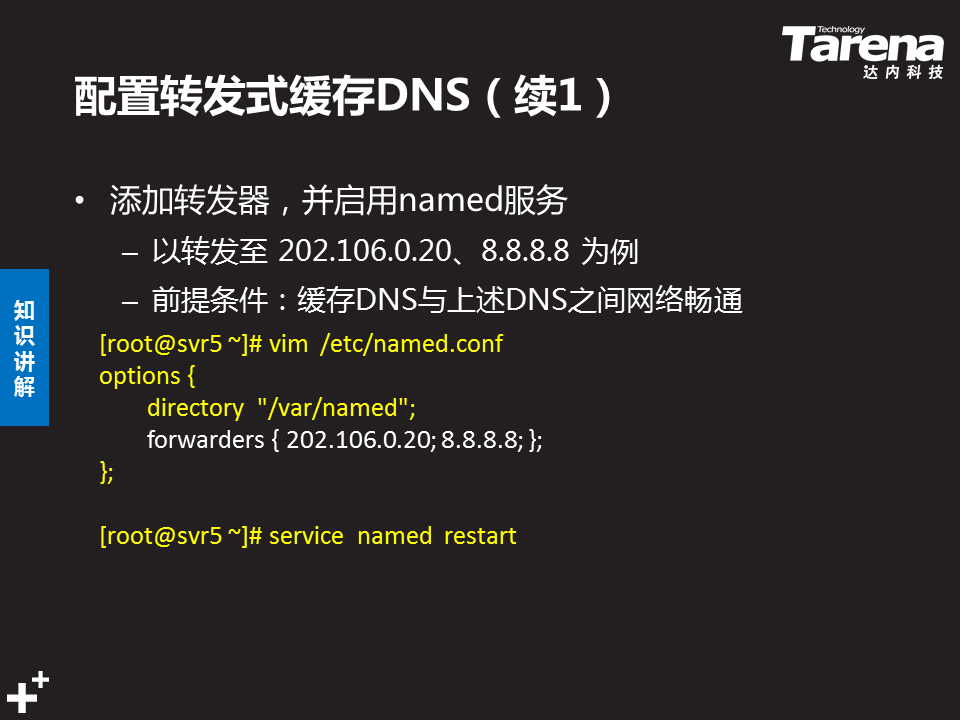 Technology
Tarena
达内科技
配置转发式缓存DNS（续1）
• 添加转发器，并启用named服务
– 以转发至 202.106.0.20、8.8.8.8 为例
– 前提条件：缓存DNS与上述DNS之间网络畅通
知识讲解
[root@svr5 ~]# vim /etc/named.conf
options {
directory "/var/named";
forwarders { 202.106.0.20; 8.8.8.8; };
};
[root@svr5 ~]# service named restart